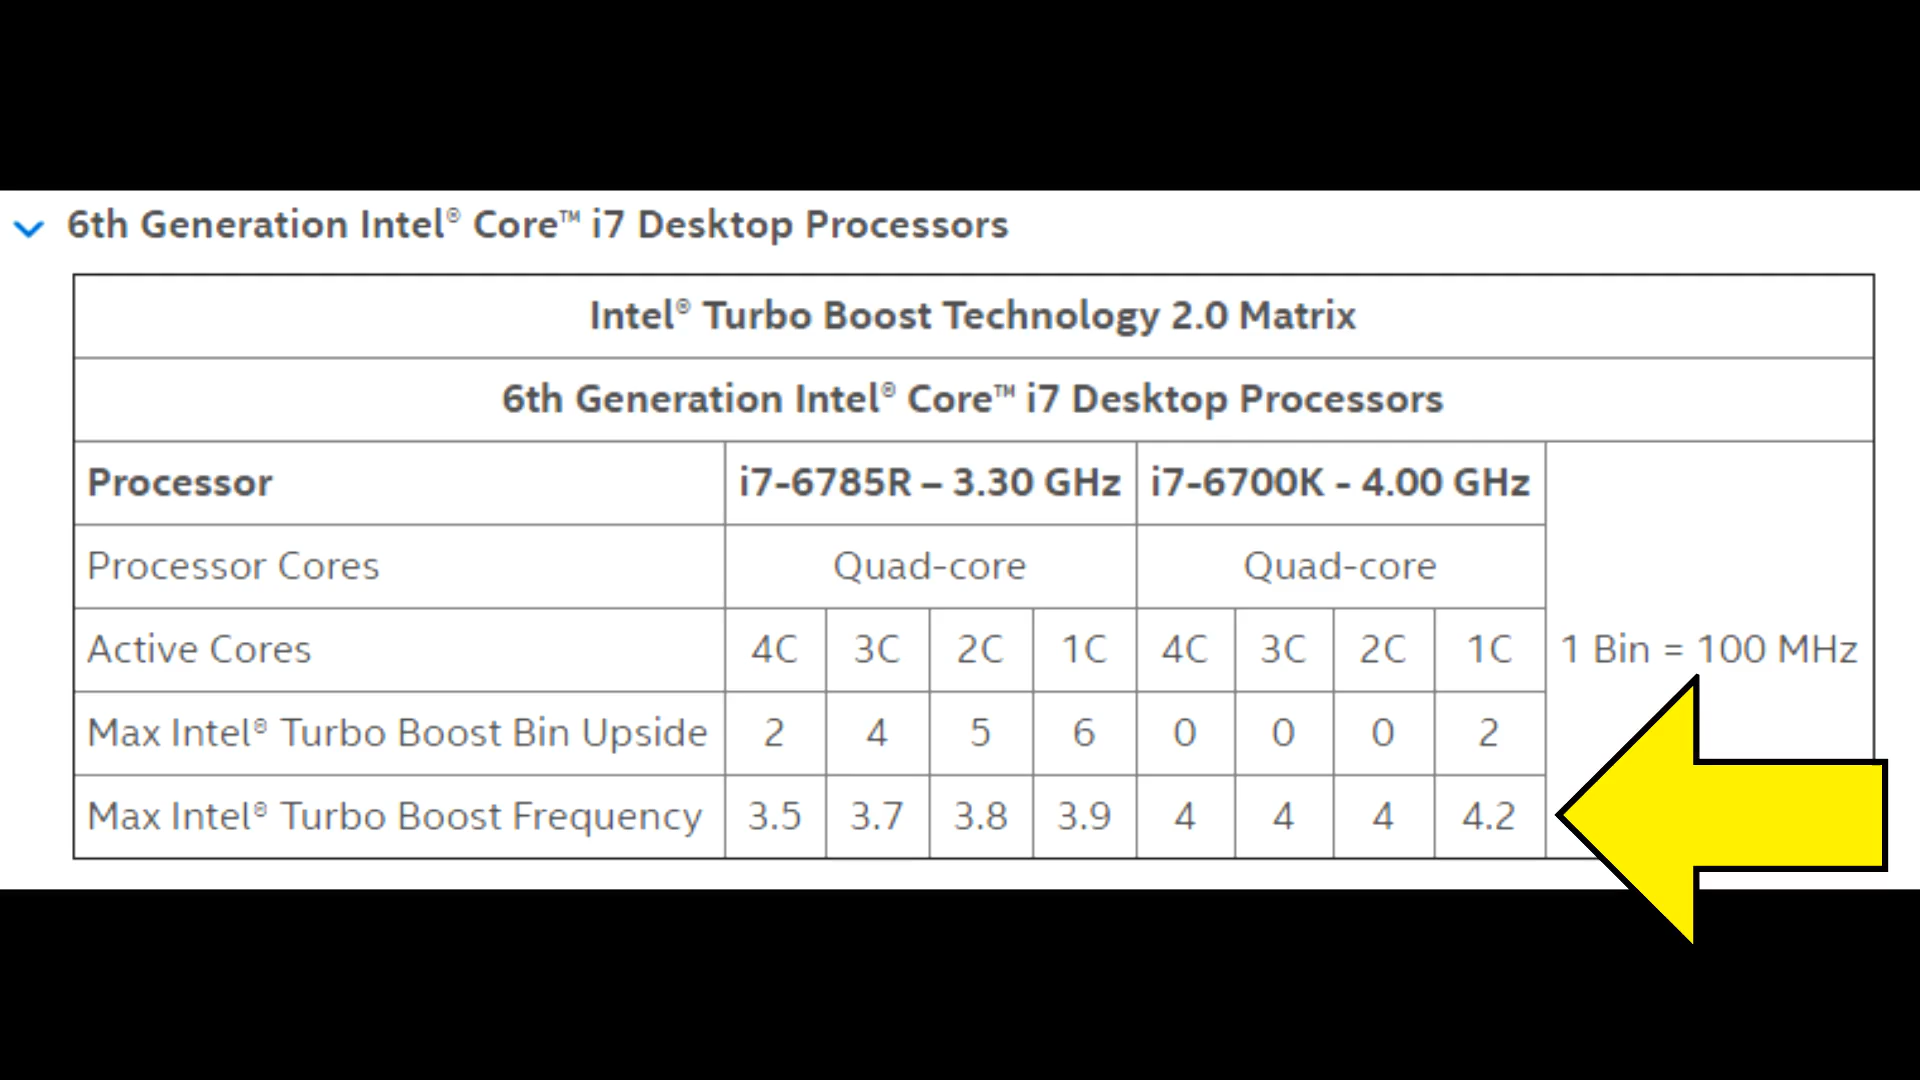 6th Generation Intel® Core™ i7 Desktop Processors
Intel® Turbo Boost Technology 2.0 Matrix
6th Generation Intel® Core™ i7 Desktop Processors
Processor i7-6785R – 3.30 GHz i7-6700K - 4.00 GHz
Processor Cores Quad-core Quad-core
Active Cores 4C 3C 2C 1C 4C 3C 2C 1C 1 Bin = 100 MHz
Max Intel® Turbo Boost Bin Upside 2 4 5 6 0 0 0 2
Max Intel® Turbo Boost Frequency 3.5 3.7 3.8 3.9 4 4 4 4.2